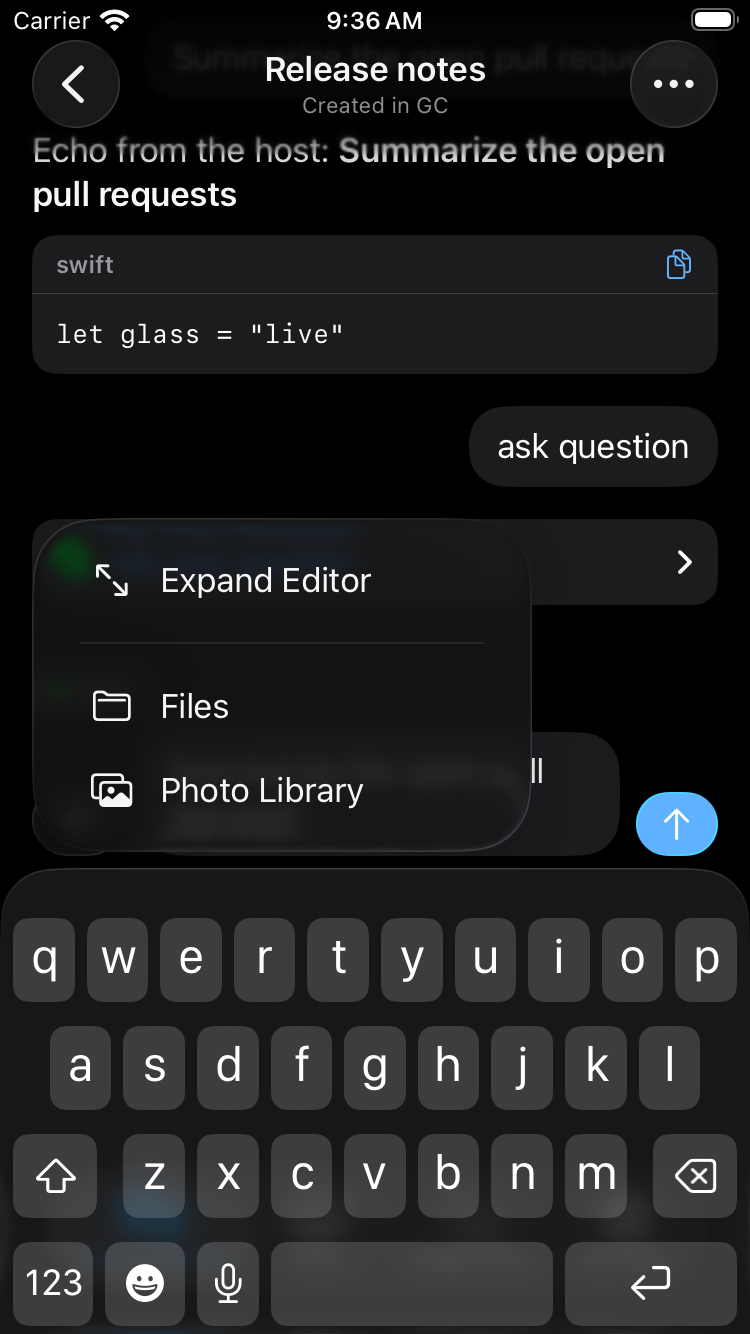 Carrier
9:36 AM
Release notes
Created in GC
Echo from the host: Summarize the open
pull requests
swift
let glass = "live"
ask question
Expand Editor
Files
Photo Library
ll
q w e r t y u i o p
a s d f g h j k l
z x c v b n m
123